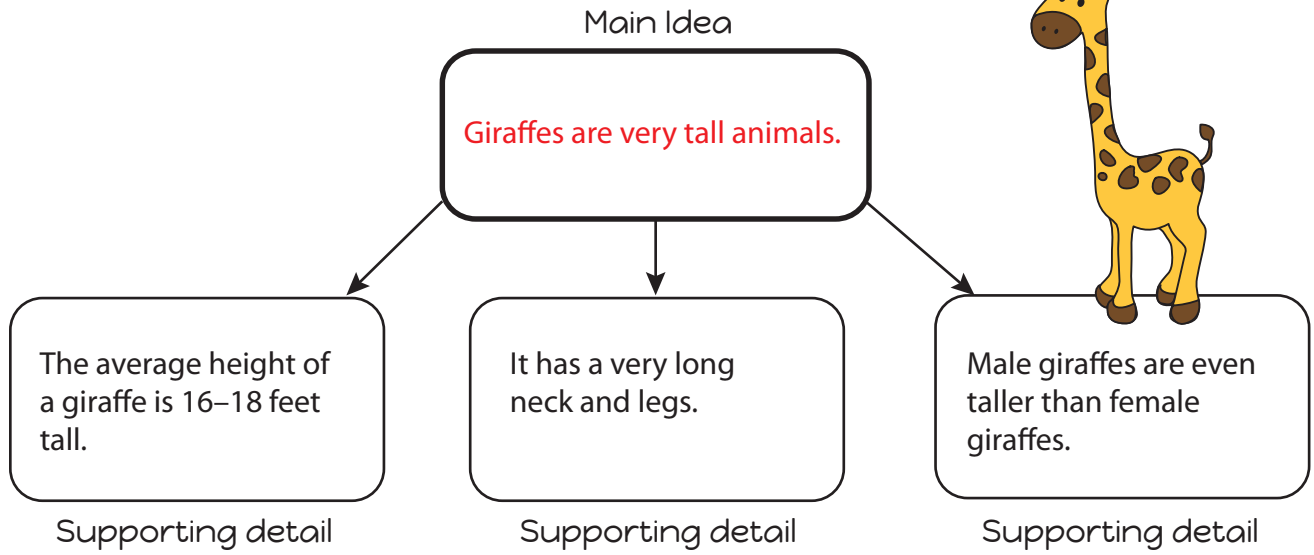 Main Idea
Giraffes are very tall animals.
The average height of
a giraffe is 16–18 feet
tall.
Supporting detail
It has a very long
neck and legs.
Supporting detail
Male giraffes are even
taller than female
giraffes.
Supporting detail